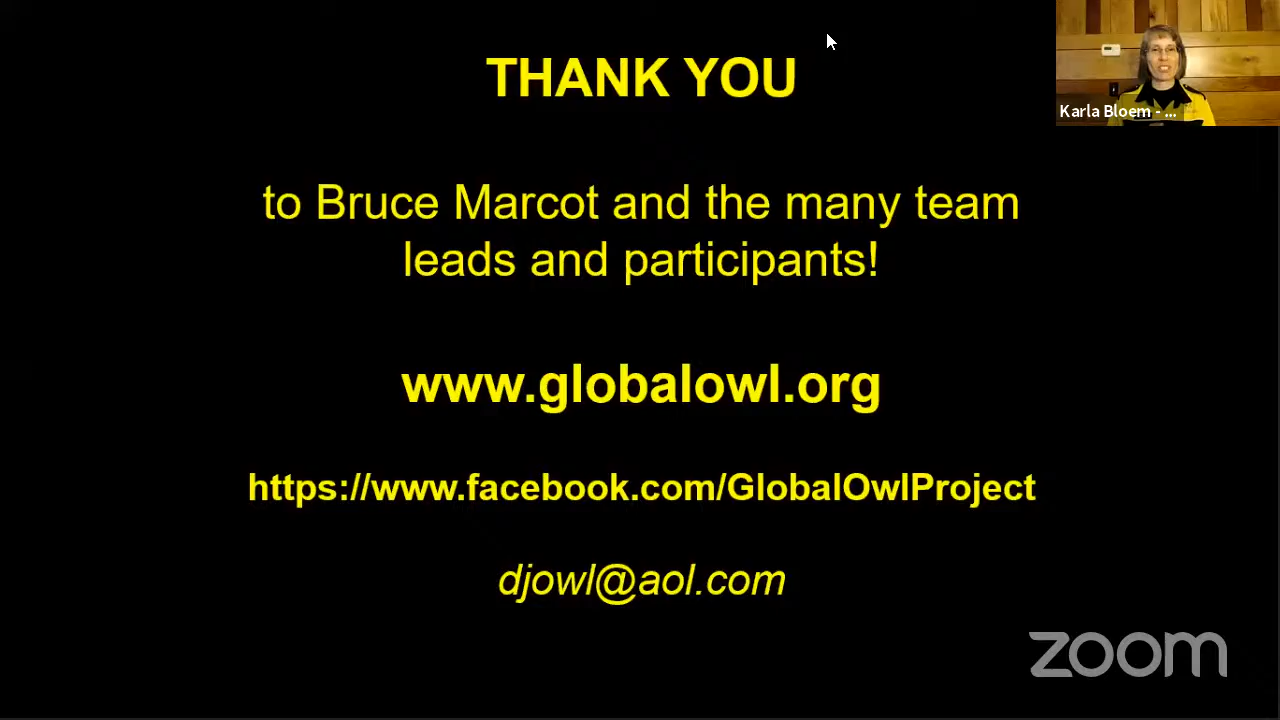 THANK YOU
Karla Bloem - ...
to Bruce Marcot and the many team
leads and participants!
www.globalowl.org
https://www.facebook.com/GlobalOwlProject
djowl@aol.com
zoom